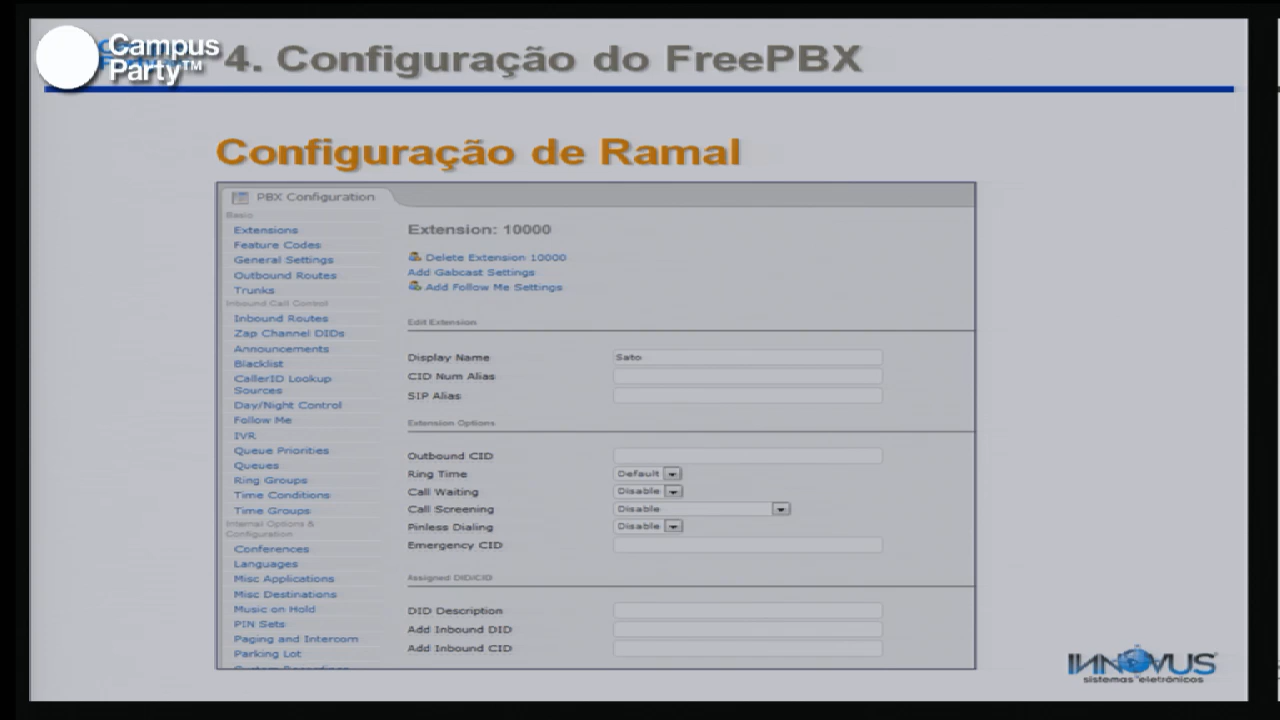 Campus
Party™
4. Configuração do FreePBX
Configuração de Ramal
PBX Configuration
Basic
Extensions
Feature Codes
General Settings
Outbound Routes
Trunks
Inbound Call Control
Inbound Routes
Zap Channel DIDs
Announcements
Blacklist
CallerID Lookup
Sources
Day/Night Control
Follow Me
IVR
Queue Priorities
Queues
Ring Groups
Time Conditions
Time Groups
Internal Options &
Configuration
Conferences
Languages
Misc Applications
Misc Destinations
Music on Hold
PIN Sets
Paging and Intercom
Parking Lot
Extension: 10000
Delete Extension 10000
Add Gabcast Settings
Add Follow Me Settings
Edit Extension
Display Name Sato
CID Num Alias
SIP Alias
Extension Options
Outbound CID
Ring Time Default
Call Waiting Disable
Call Screening Disable
Pinless Dialing Disable
Emergency CID
Assigned DID/CID
DID Description
Add Inbound DID
Add Inbound CID
INNOVUS
sistemas eletrônicos